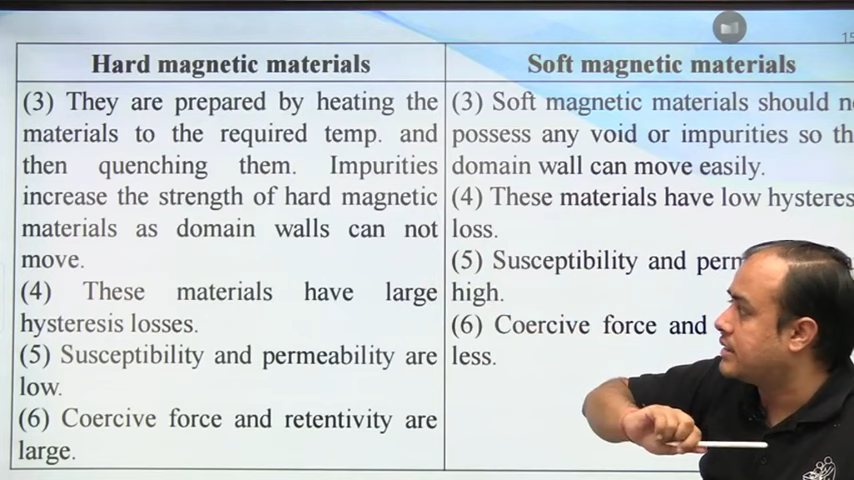 15
Hard magnetic materials
Soft magnetic materials
(3) They are prepared by heating the
materials to the required temp. and
then quenching them. Impurities
increase the strength of hard magnetic
materials as domain walls can not
move.
(4) These materials have large
hysteresis losses.
(5) Susceptibility and permeability are
low.
(6) Coercive force and retentivity are
large.
(3) Soft magnetic materials should
possess any void or impurities so
domain wall can move easily.
(4) These materials have low
loss.
(5) Susceptibility and
high.
(6) Coercive force and
less.